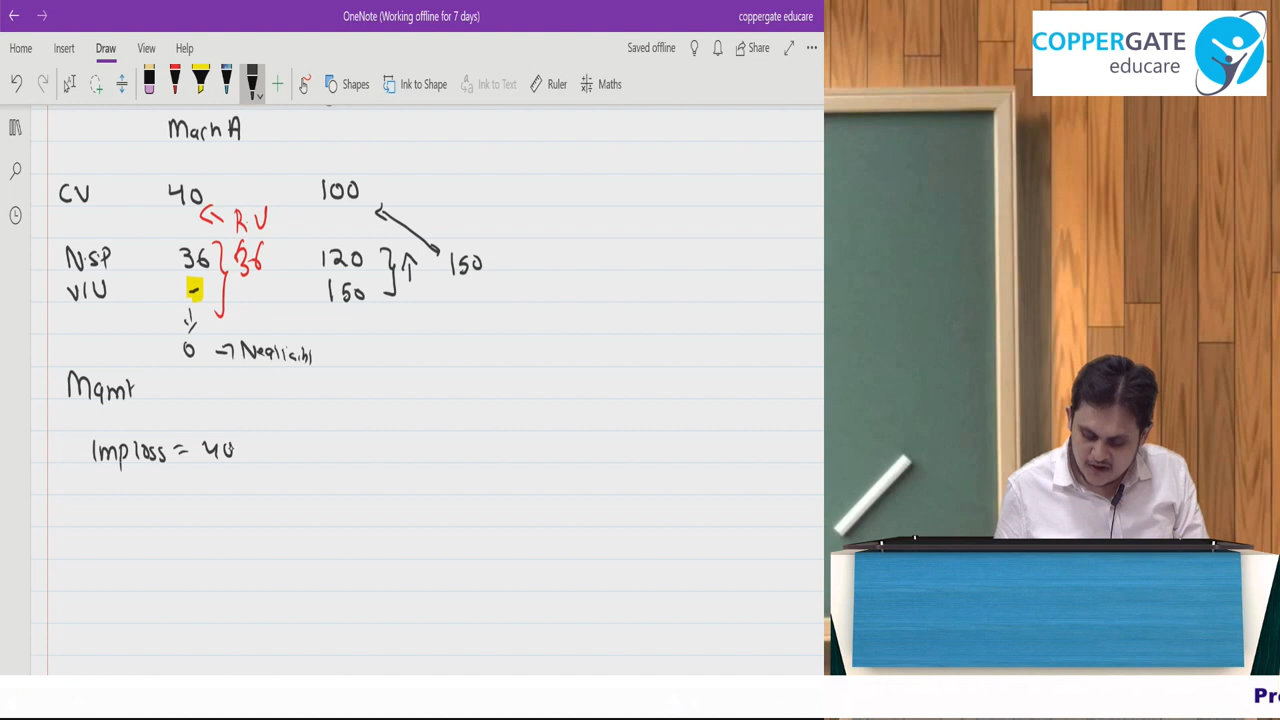 OneNote (Working offline for 7 days)
coppergate educare
Home Insert Draw View Help
Saved offline
Share
Shapes
Ink to Shape
Ink to Text
Ruler
Maths
COPPERGATE
educare
Mach A
CV 40 100
R.V
N.SP 36 36 120 150
VIU - 150
0 → Negligible
Mgmt
Imp loss = 40
Pro